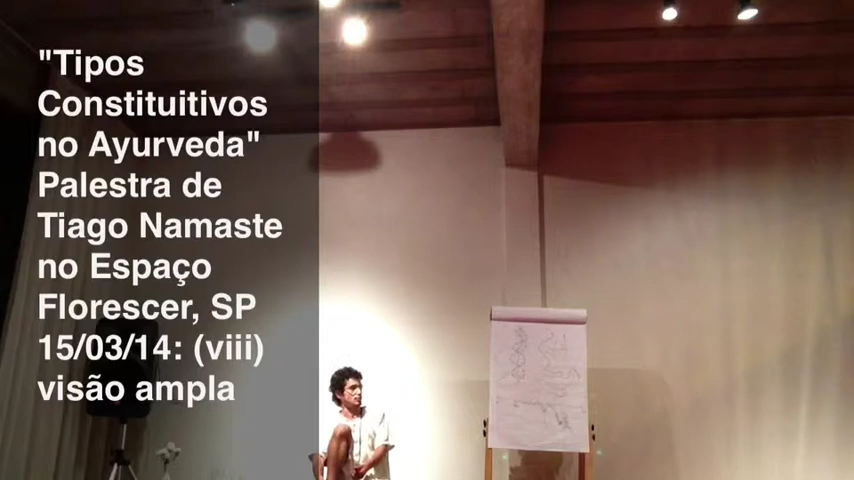 "Tipos
Constituitivos
no Ayurveda"
Palestra de
Tiago Namaste
no Espaço
Florescer, SP
15/03/14: (viii)
visão ampla